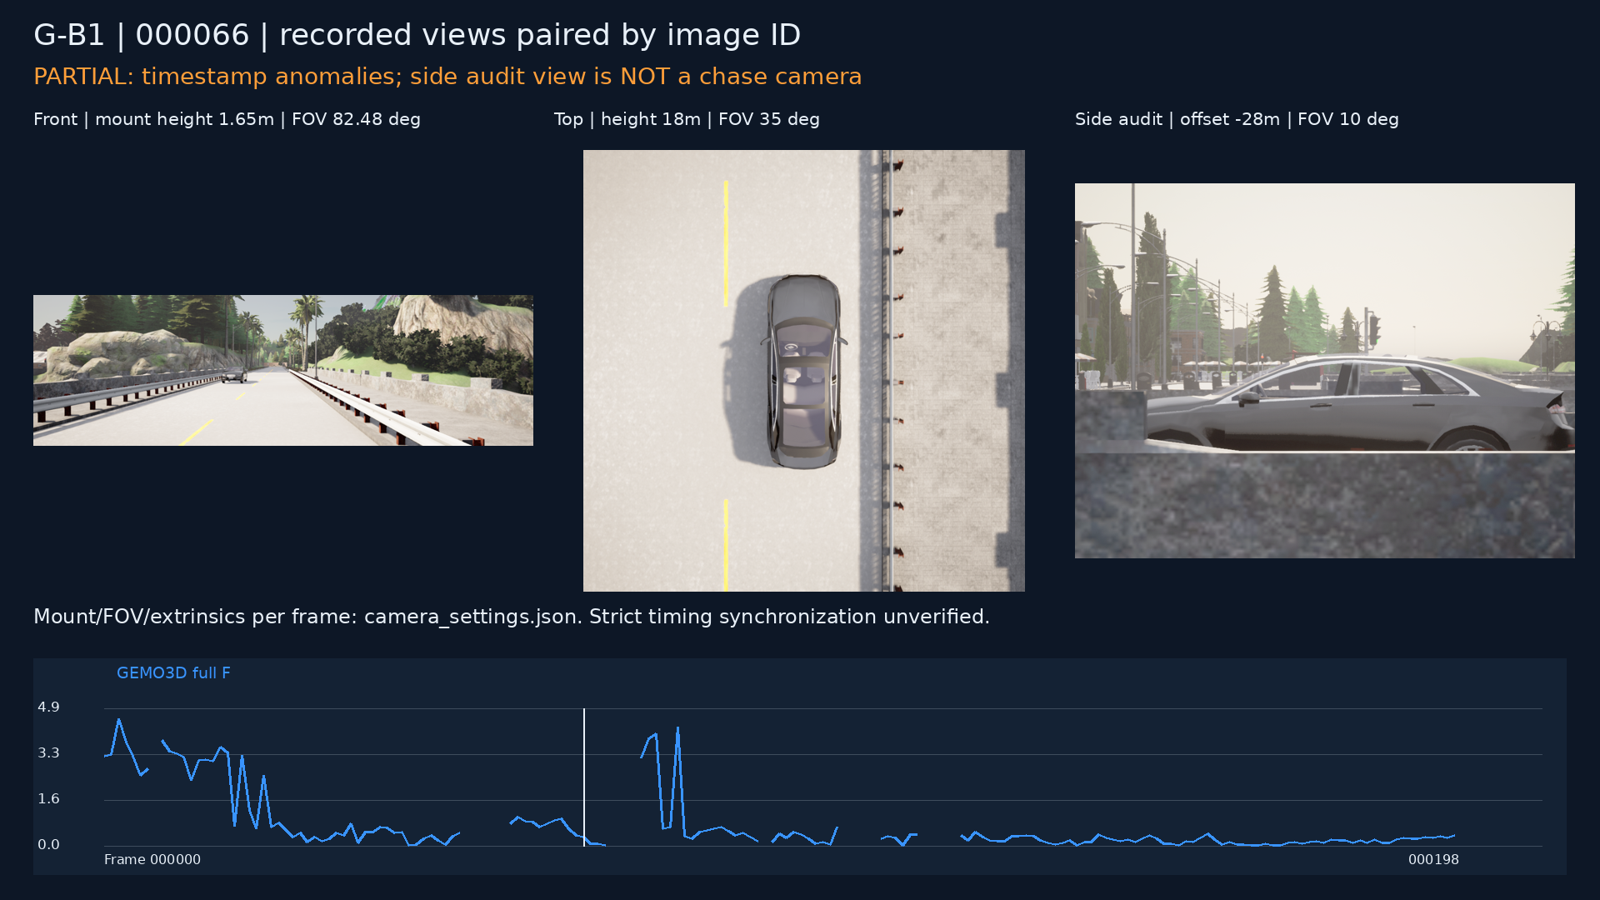 G-B1 | 000066 | recorded views paired by image ID
PARTIAL: timestamp anomalies; side audit view is NOT a chase camera
Front | mount height 1.65m | FOV 82.48 deg
Top | height 18m | FOV 35 deg
Side audit | offset -28m | FOV 10 deg
Mount/FOV/extrinsics per frame: camera_settings.json. Strict timing synchronization unverified.
GEMO3D full F
4.9
3.3
1.6
0.0
Frame 000000
000198